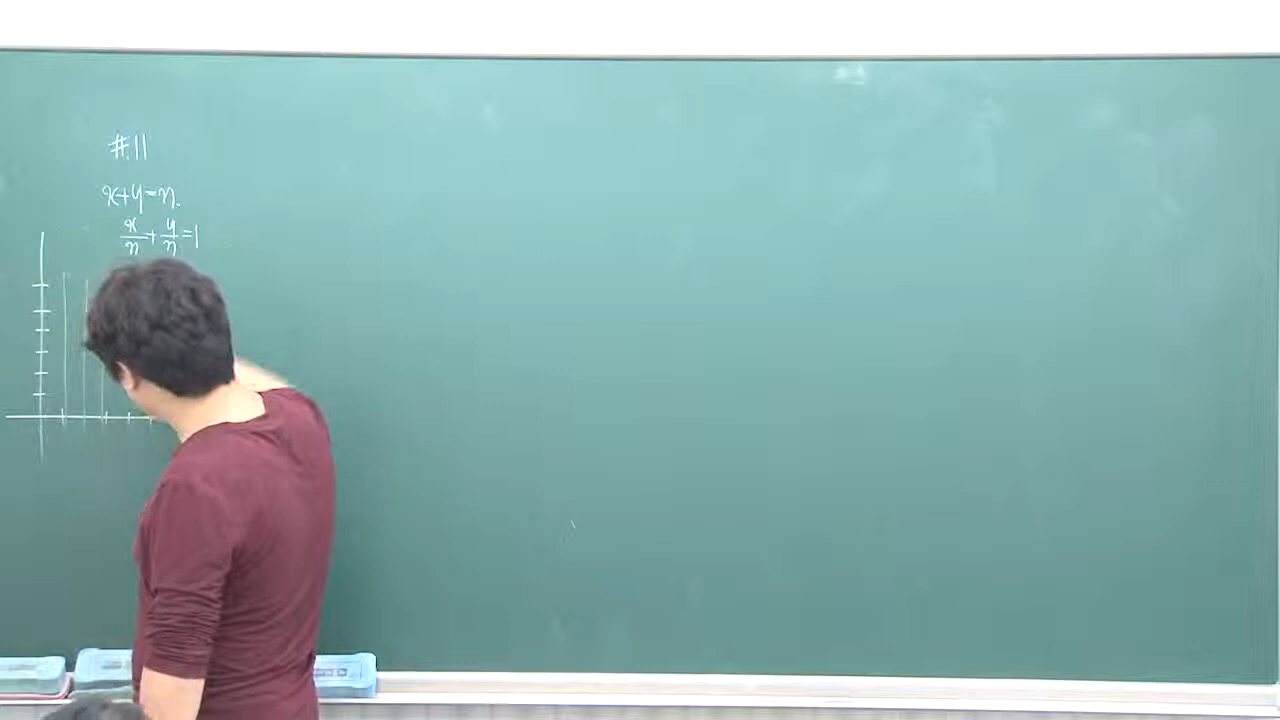 #.11
x+y=n.
x/n + y/n = 1